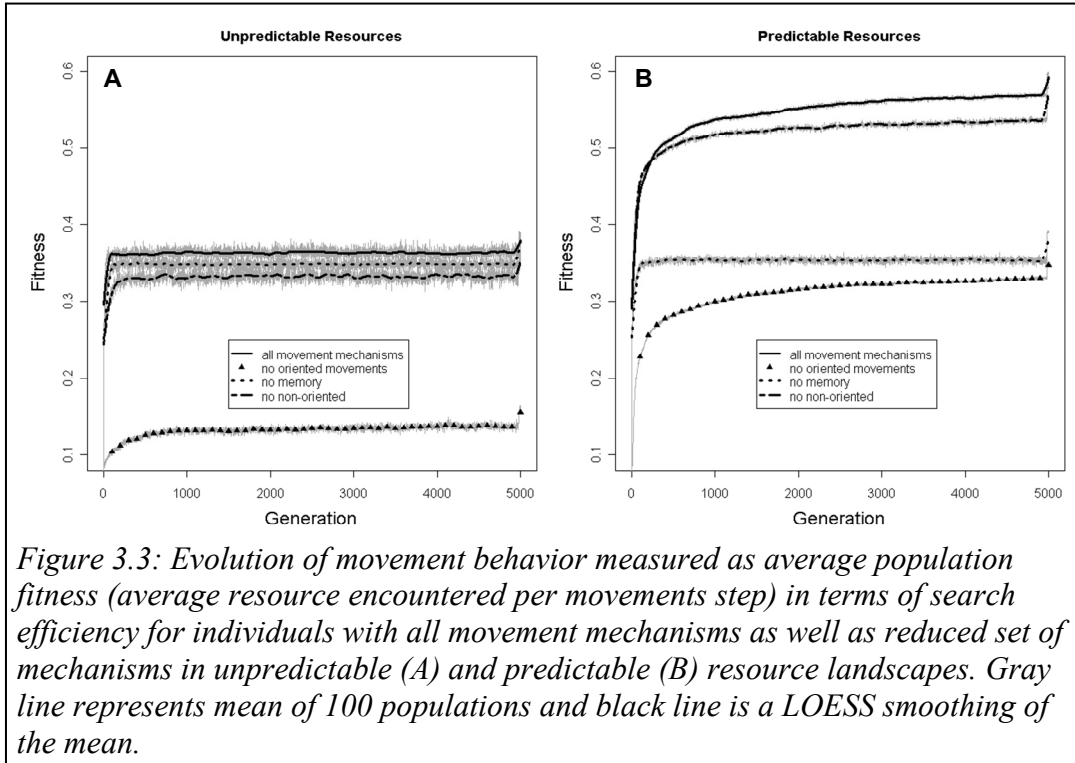 Unpredictable Resources
A
Fitness
0.6
0.5
0.4
0.3
0.2
0.1
all movement mechanisms
no oriented movements
no memory
no non-oriented
0 1000 2000 3000 4000 5000
Generation
Predictable Resources
B
Fitness
0.6
0.5
0.4
0.3
0.2
0.1
all movement mechanisms
no oriented movements
no memory
no non-oriented
0 1000 2000 3000 4000 5000
Generation
Figure 3.3: Evolution of movement behavior measured as average population
fitness (average resource encountered per movements step) in terms of search
efficiency for individuals with all movement mechanisms as well as reduced set of
mechanisms in unpredictable (A) and predictable (B) resource landscapes. Gray
line represents mean of 100 populations and black line is a LOESS smoothing of
the mean.